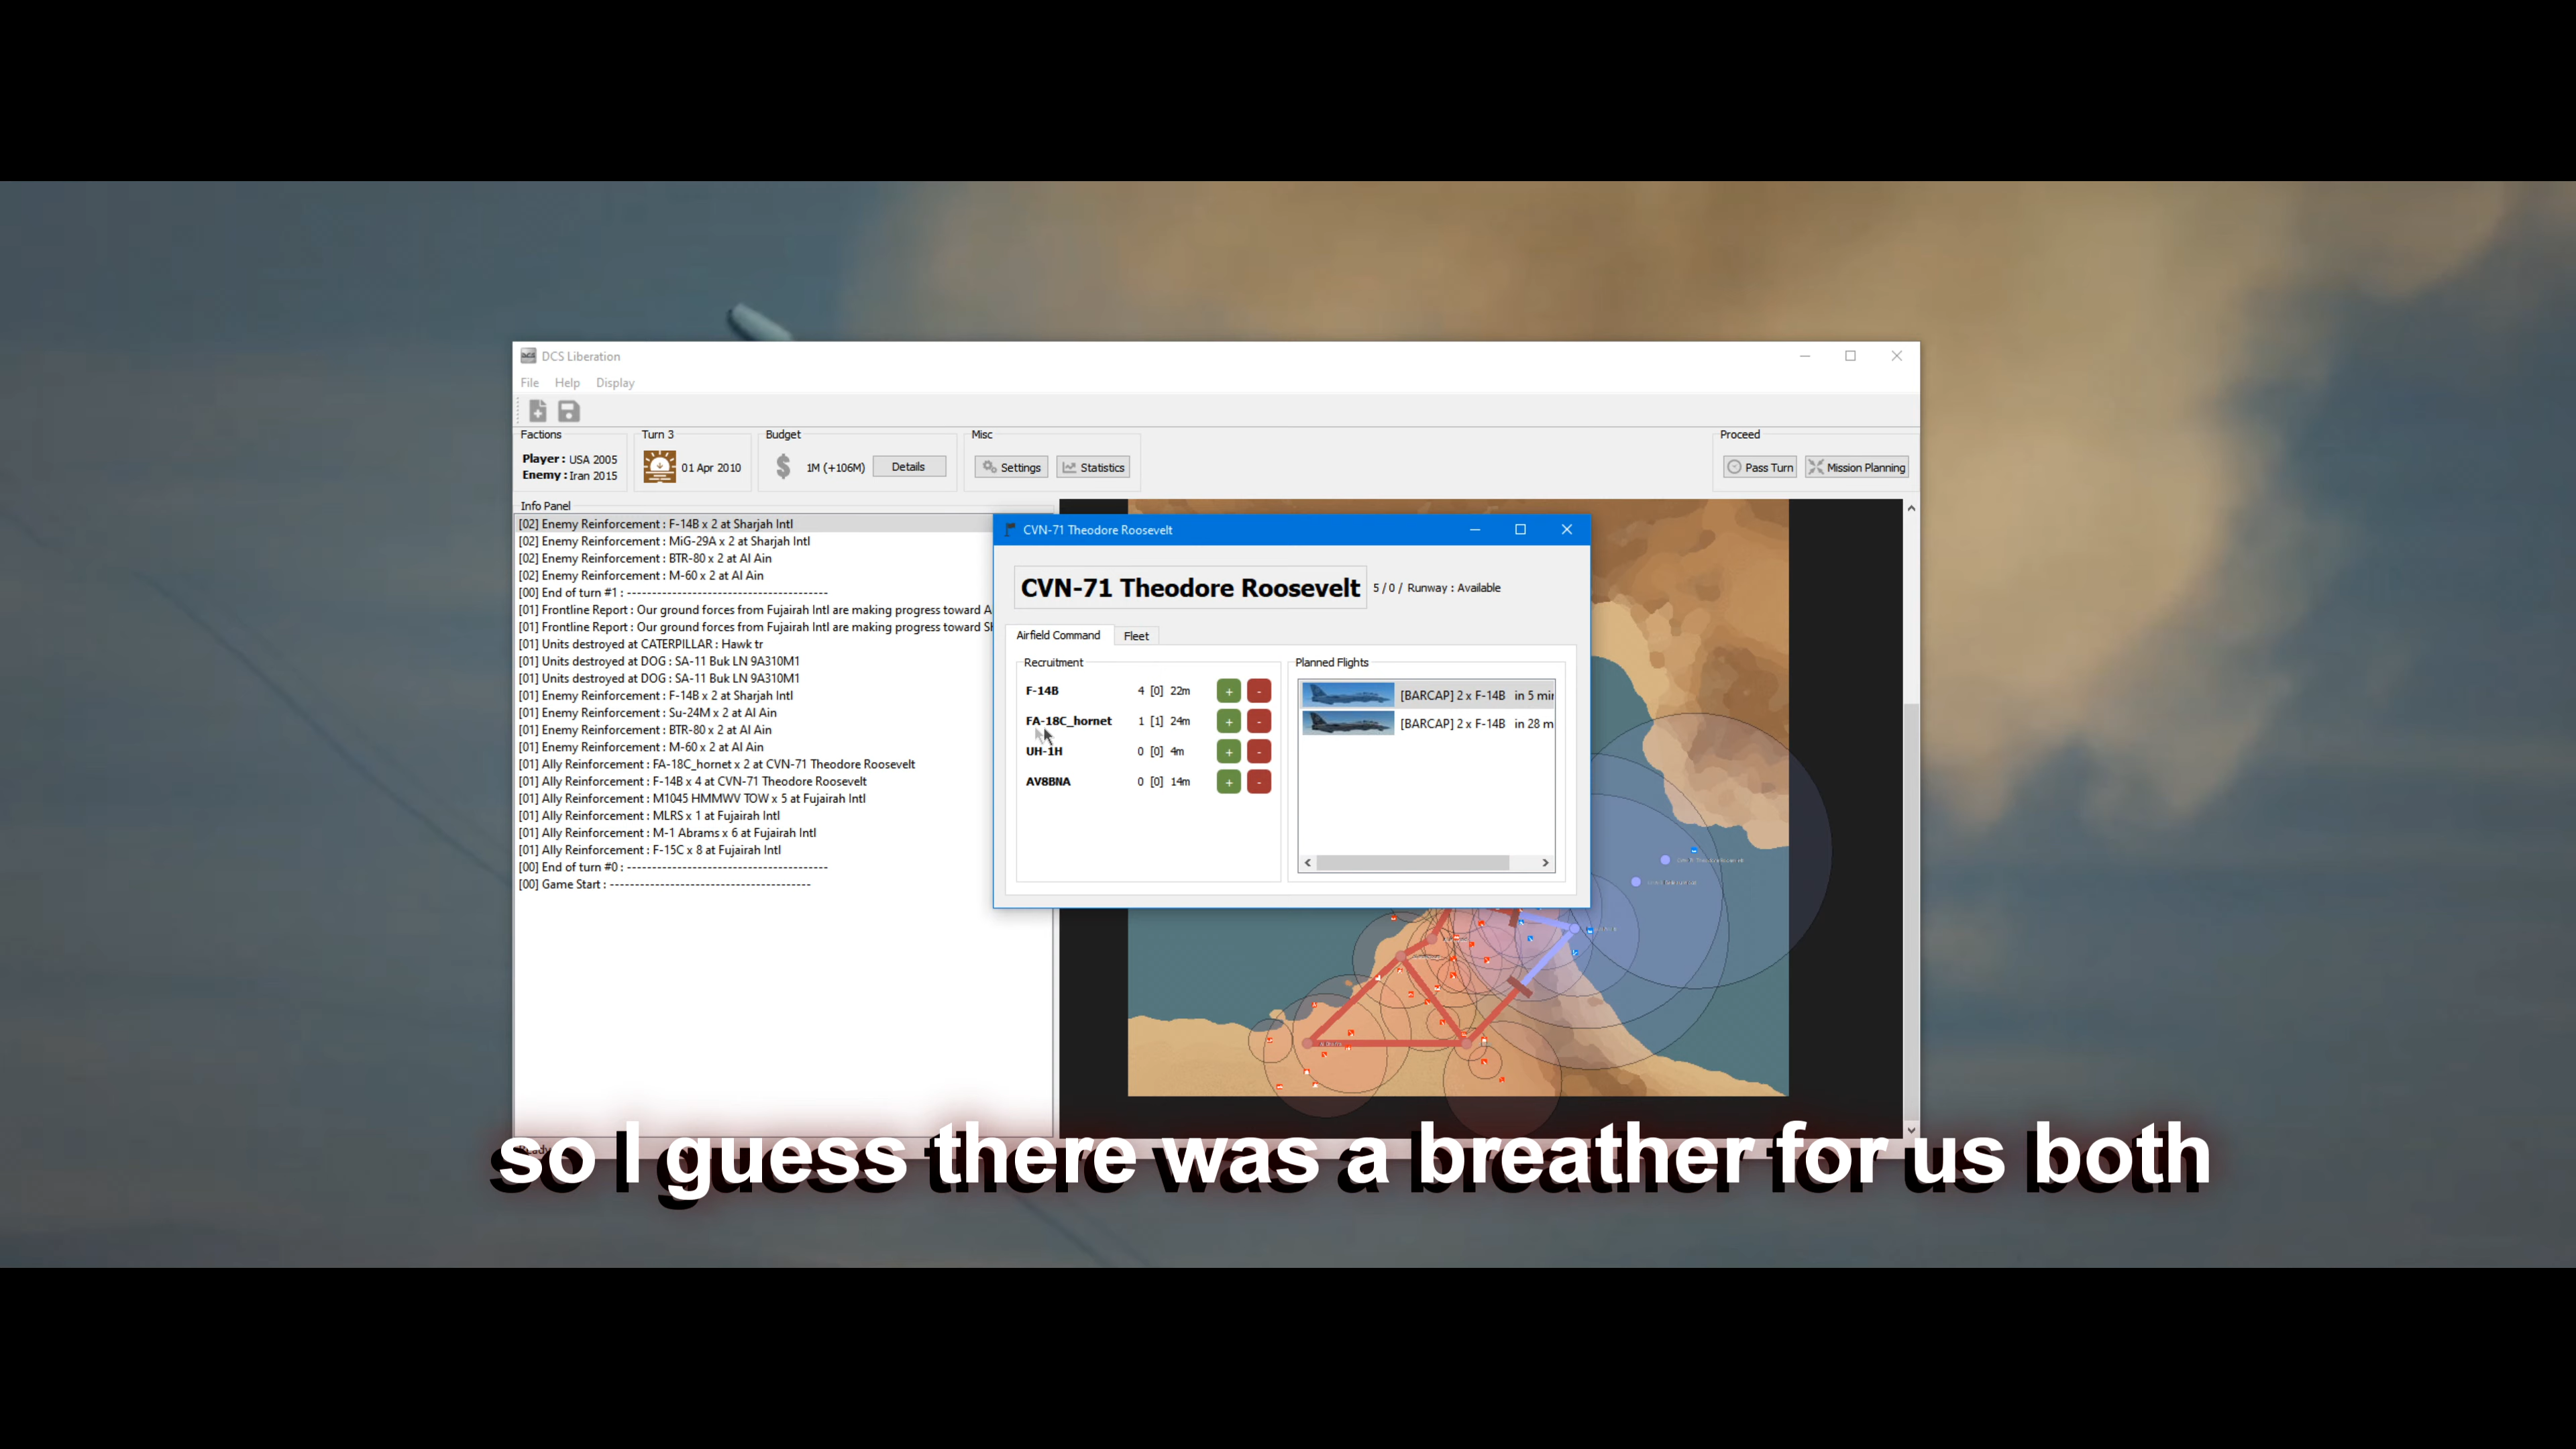 DCS Liberation
File Help Display
Factions Turn 3 Budget Misc Proceed
Player : USA 2005
Enemy : Iran 2015
01 Apr 2010
1M (+106M) Details
Settings Statistics
Pass Turn Mission Planning
Info Panel
[02] Enemy Reinforcement : F-14B x 2 at Sharjah Intl
[02] Enemy Reinforcement : MiG-29A x 2 at Sharjah Intl
[02] Enemy Reinforcement : BTR-80 x 2 at Al Ain
[02] Enemy Reinforcement : M-60 x 2 at Al Ain
[00] End of turn #1 : -----------------------------------------
[01] Frontline Report : Our ground forces from Fujairah Intl are making progress toward A
[01] Frontline Report : Our ground forces from Fujairah Intl are making progress toward
[01] Units destroyed at CATERPILLAR : Hawk tr
[01] Units destroyed at DOG : SA-11 Buk LN 9A310M1
[01] Units destroyed at DOG : SA-11 Buk LN 9A310M1
[01] Enemy Reinforcement : F-14B x 2 at Sharjah Intl
[01] Enemy Reinforcement : Su-24M x 2 at Al Ain
[01] Enemy Reinforcement : BTR-80 x 2 at Al Ain
[01] Enemy Reinforcement : M-60 x 2 at Al Ain
[01] Ally Reinforcement : FA-18C_hornet x 2 at CVN-71 Theodore Roosevelt
[01] Ally Reinforcement : F-14B x 4 at CVN-71 Theodore Roosevelt
[01] Ally Reinforcement : M1045 HMMWV TOW x 5 at Fujairah Intl
[01] Ally Reinforcement : MLRS x 1 at Fujairah Intl
[01] Ally Reinforcement : M-1 Abrams x 6 at Fujairah Intl
[01] Ally Reinforcement : F-15C x 8 at Fujairah Intl
[00] End of turn #0 : -----------------------------------------
[00] Game Start : -----------------------------------------
CVN-71 Theodore Roosevelt
CVN-71 Theodore Roosevelt 5 / 0 / Runway : Available
Airfield Command Fleet
Recruitment
F-14B 4 [0] 22m + -
FA-18C_hornet 1 [1] 24m + -
UH-1H 0 [0] 4m + -
AV8BNA 0 [0] 14m + -
Planned Flights
[BARCAP] 2 x F-14B in 5 min
[BARCAP] 2 x F-14B in 28 m
so I guess there was a breather for us both